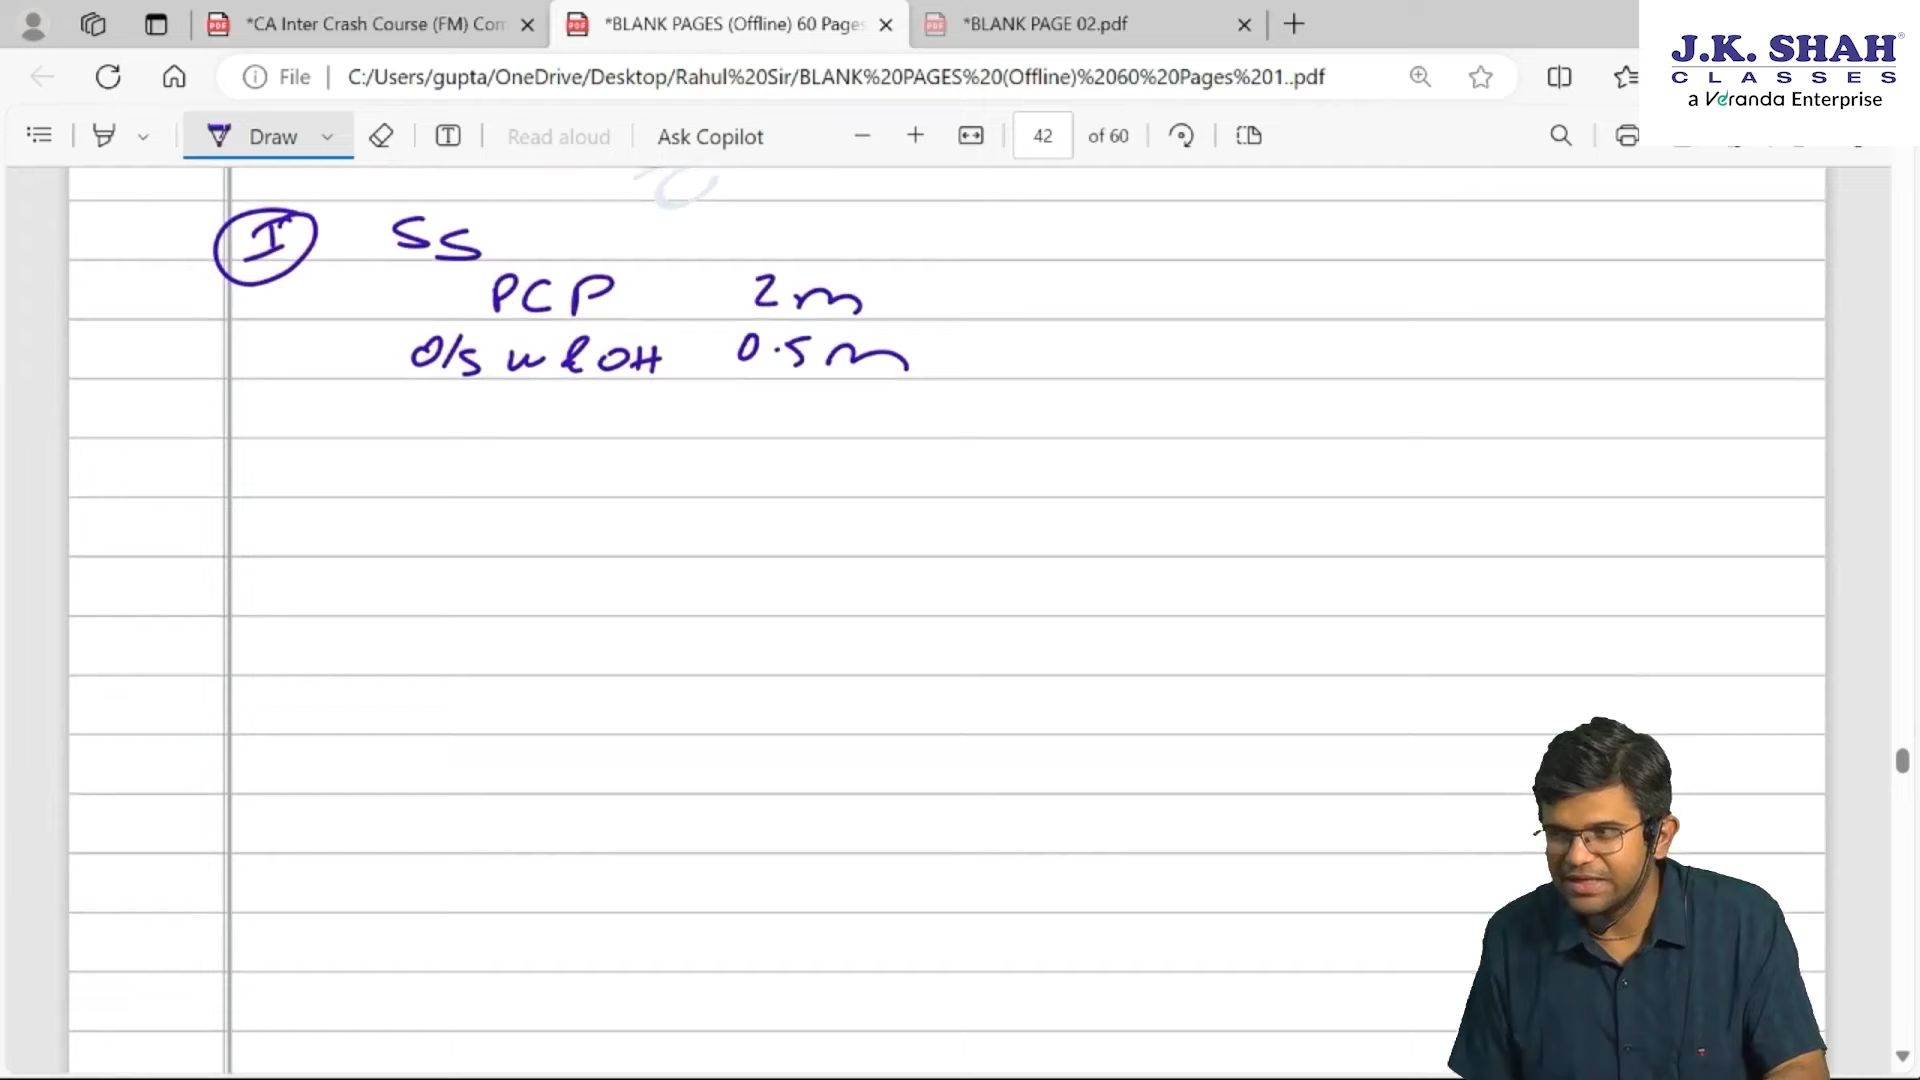 *CA Inter Crash Course (FM) Con
*BLANK PAGES (Offline) 60 Pages
*BLANK PAGE 02.pdf
File
C:/Users/gupta/OneDrive/Desktop/Rahul%20Sir/BLANK%20PAGES%20(Offline)%2060%20Pages%201..pdf
J.K. SHAH®
CLASSES
a Veranda Enterprise
Draw
Read aloud
Ask Copilot
42 of 60
I SS
PCP 2m
O/S w & OH 0.5m